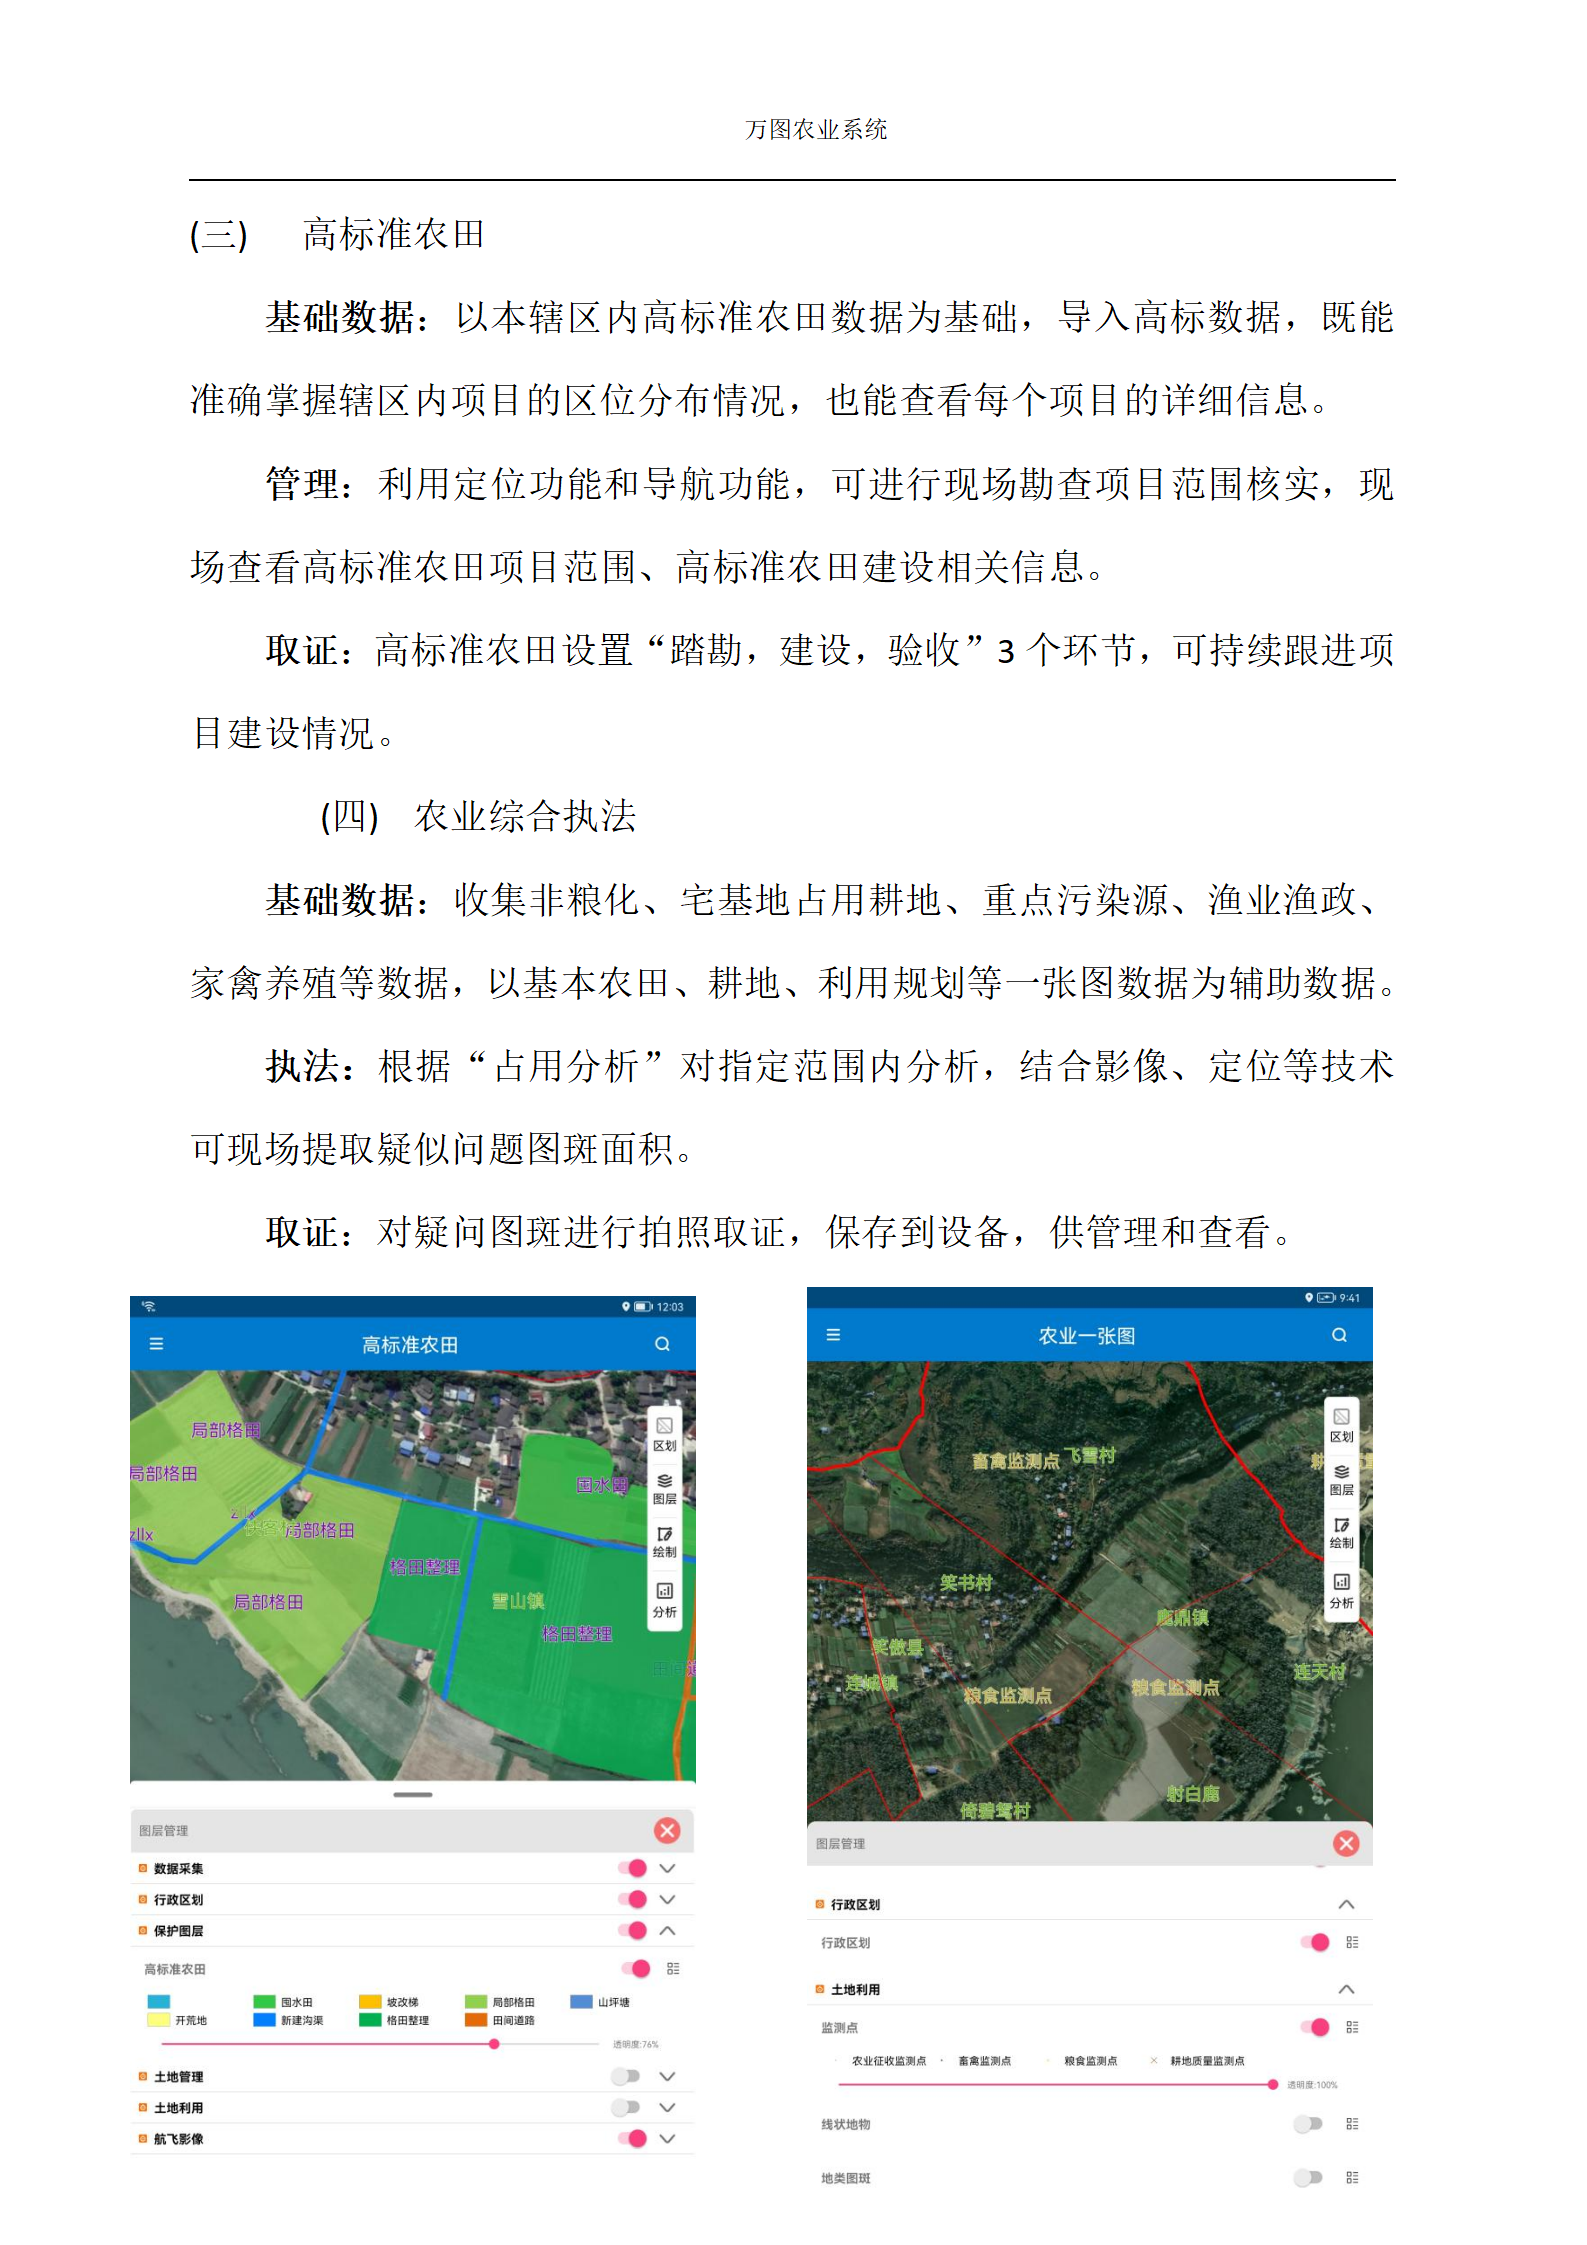 万图农业系统
(三) 高标准农田
基础数据：以本辖区内高标准农田数据为基础，导入高标数据，既能
准确掌握辖区内项目的区位分布情况，也能查看每个项目的详细信息。
管理：利用定位功能和导航功能，可进行现场勘查项目范围核实，现
场查看高标准农田项目范围、高标准农田建设相关信息。
取证：高标准农田设置“踏勘，建设，验收”3 个环节，可持续跟进项
目建设情况。
(四) 农业综合执法
基础数据：收集非粮化、宅基地占用耕地、重点污染源、渔业渔政、
家禽养殖等数据，以基本农田、耕地、利用规划等一张图数据为辅助数据。
执法：根据“占用分析”对指定范围内分析，结合影像、定位等技术
可现场提取疑似问题图斑面积。
取证：对疑问图斑进行拍照取证，保存到设备，供管理和查看。
12:03
高标准农田
局部格田
局部格田
zllx
局部格田
局部格田
囤水田
格田整理
雪山镇
格田整理
区划
图层
绘制
分析
图层管理
数据采集
行政区划
保护图层
高标准农田
囤水田 坡改梯 局部格田 山坪塘
开荒地 新建沟渠 格田整理 田间道路
透明度:76%
土地管理
土地利用
航飞影像
9:41
农业一张图
畜禽监测点 飞雪村
耕
笑书村
鹿鼎镇
笑傲县
连城镇
连天村
粮食监测点
粮食监测点
射白鹿
倚碧鸳村
区划
图层
绘制
分析
图层管理
行政区划
行政区划
土地利用
监测点
农业征收监测点 畜禽监测点 粮食监测点 耕地质量监测点
透明度:100%
线状地物
地类图斑